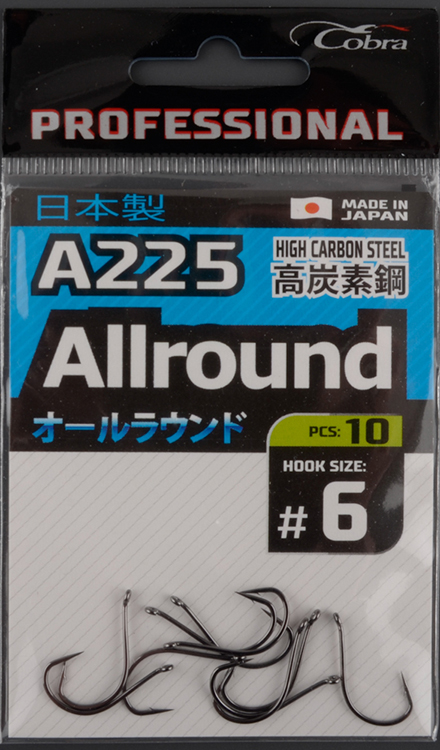 Cobra
PROFESSIONAL
日本製
MADE IN
JAPAN
A225
HIGH CARBON STEEL
高炭素鋼
Allround
オールラウンド
PCS: 10
HOOK SIZE:
#6